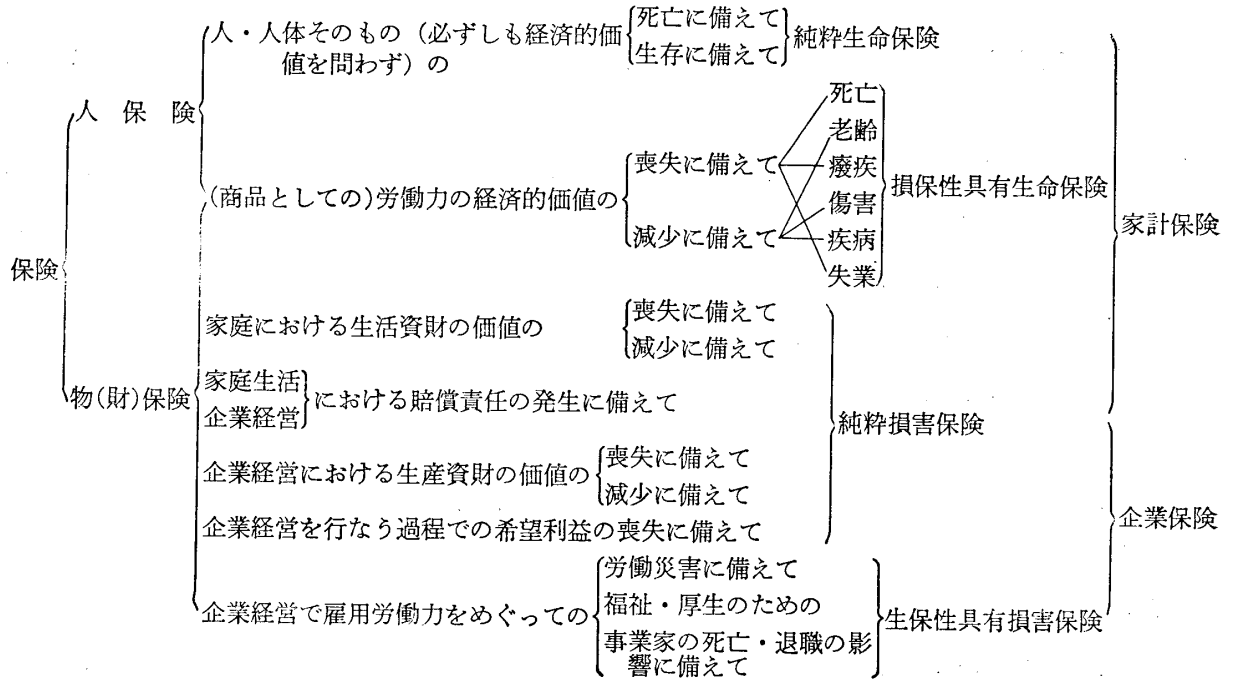 人・人体そのもの（必ずしも経済的価
値を問わず）の
死亡に備えて
生存に備えて
純粋生命保険
人 保 険
(商品としての)労働力の経済的価値の
喪失に備えて
減少に備えて
死亡
老齢
癈疾
傷害
疾病
失業
損保性具有生命保険
家計保険
保険
家庭における生活資財の価値の
喪失に備えて
減少に備えて
物(財)保険
家庭生活
企業経営
における賠償責任の発生に備えて
純粋損害保険
企業経営における生産資財の価値の
喪失に備えて
減少に備えて
企業経営を行なう過程での希望利益の喪失に備えて
企業保険
企業経営で雇用労働力をめぐっての
労働災害に備えて
福祉・厚生のための
事業家の死亡・退職の影
響に備えて
生保性具有損害保険